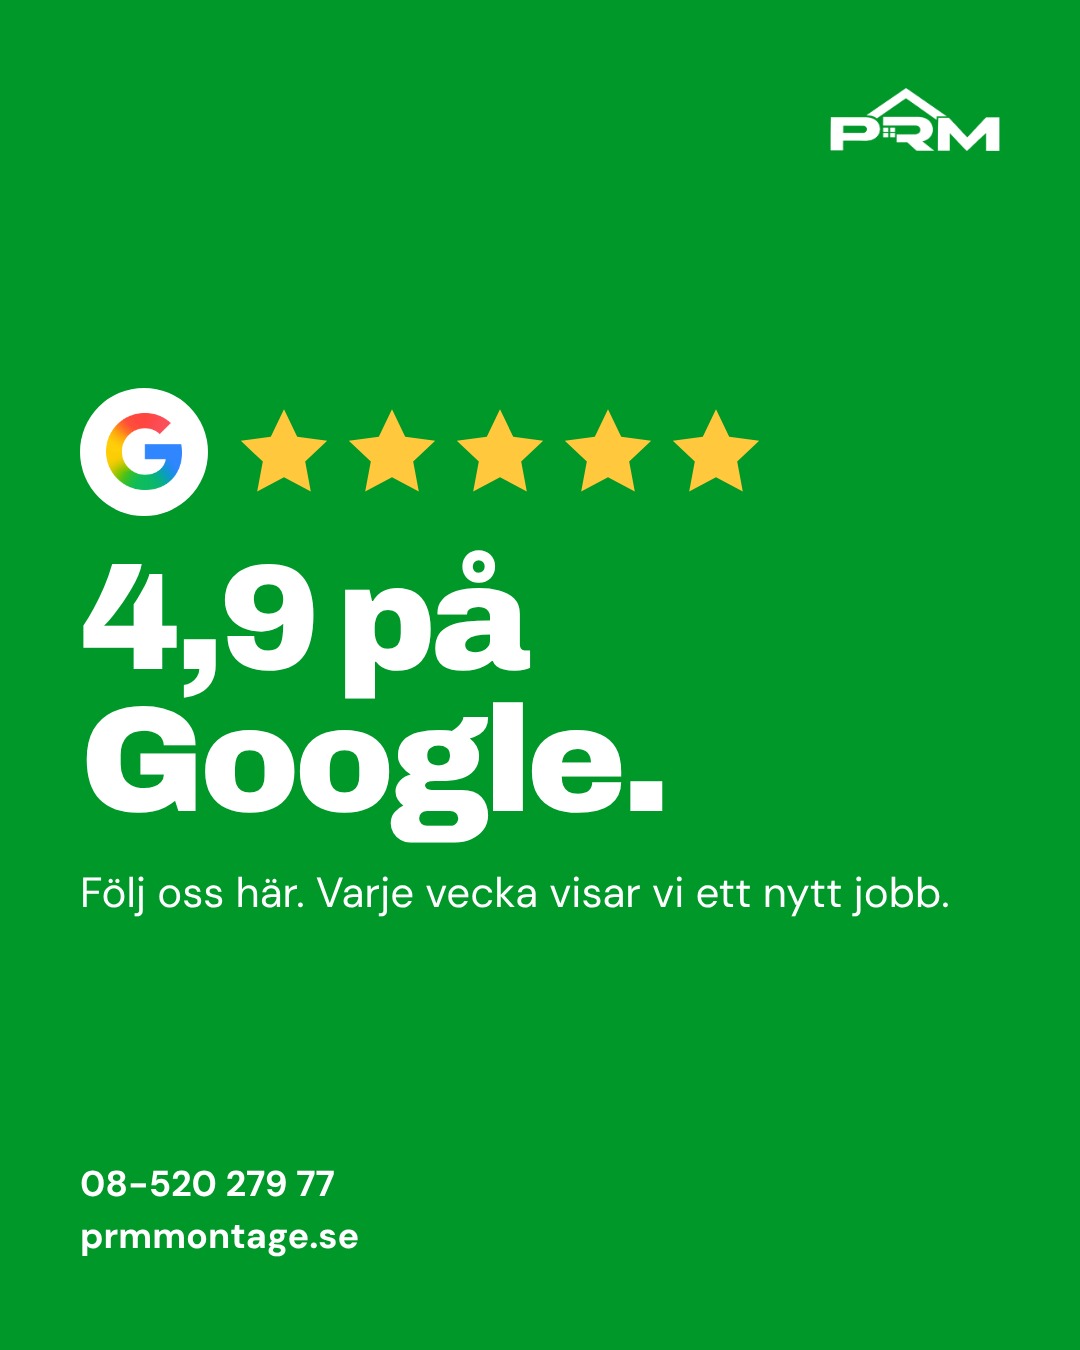 PRM
4,9 på
Google.
Följ oss här. Varje vecka visar vi ett nytt jobb.
08-520 279 77
prmmontage.se